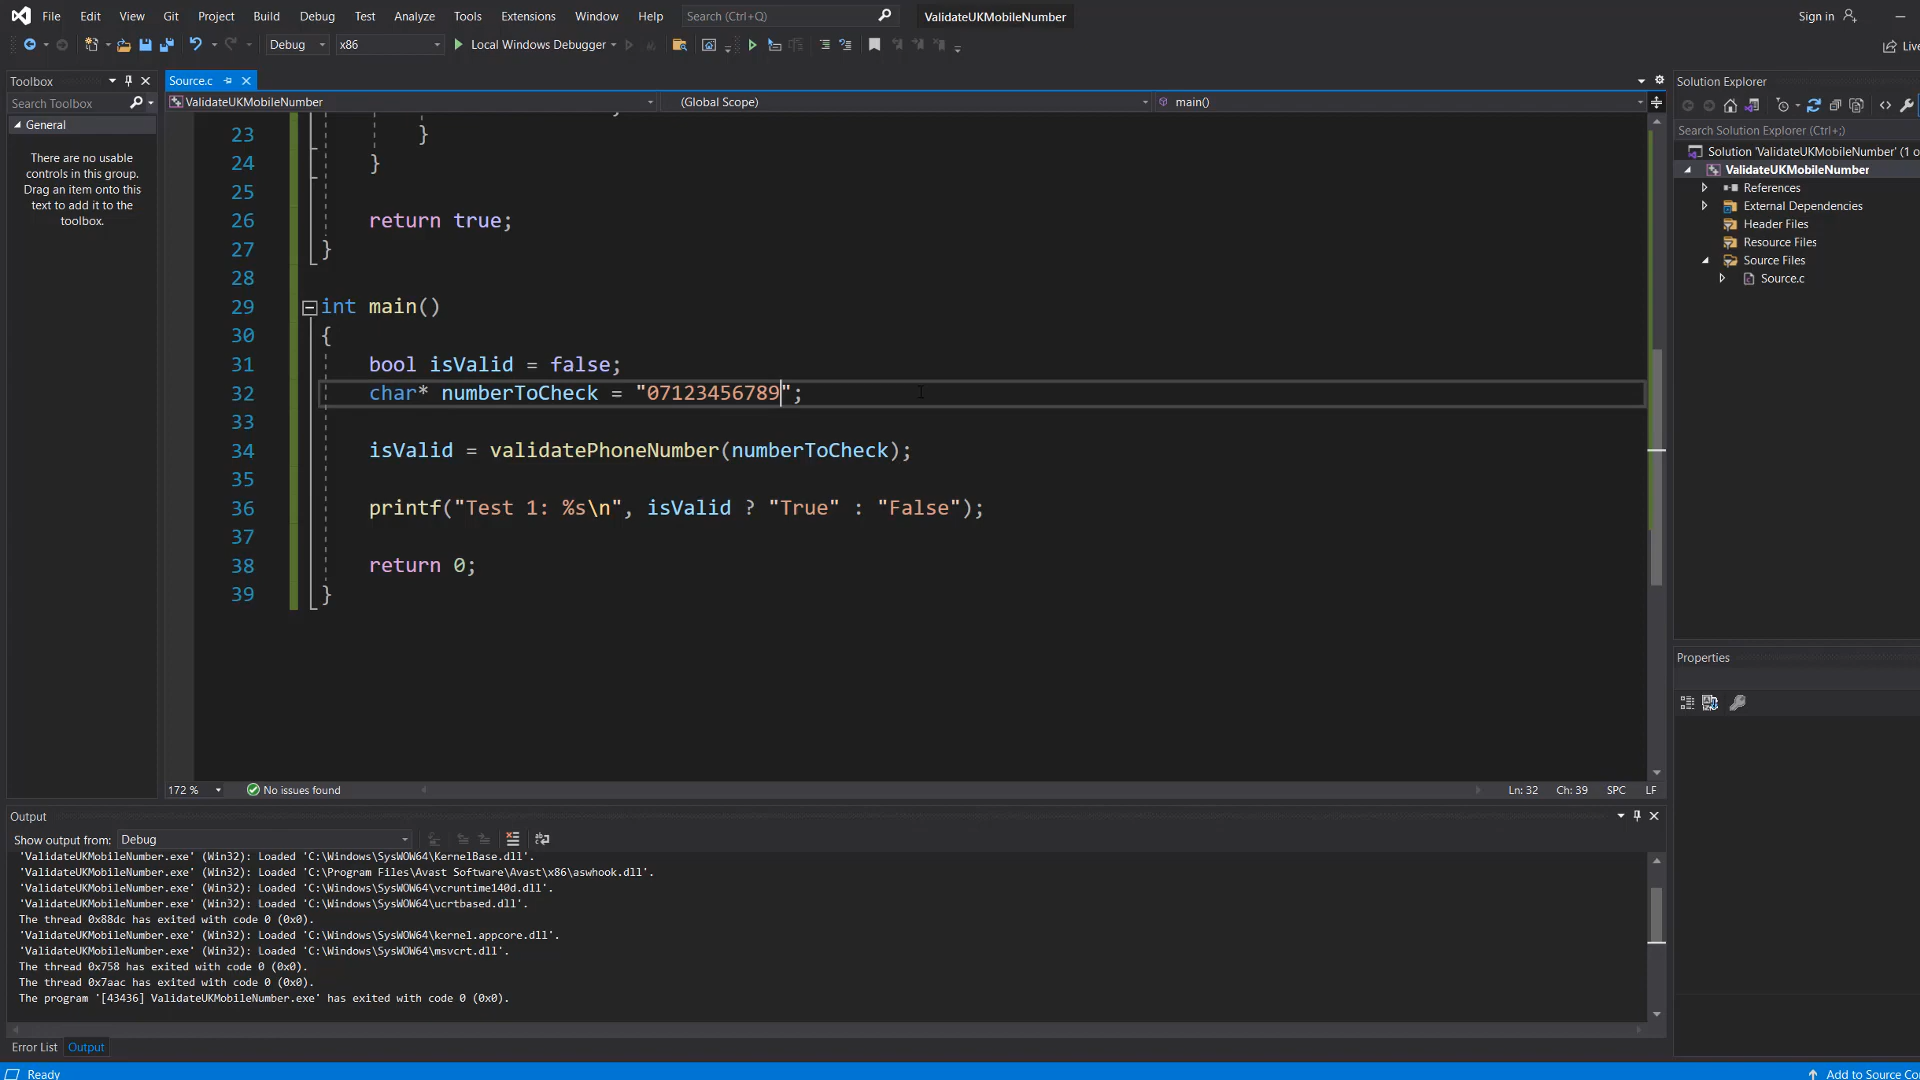 File Edit View Git Project Build Debug Test Analyze Tools Extensions Window Help Search (Ctrl+Q) ValidateUKMobileNumber Sign in
Debug x86 Local Windows Debugger Live
Toolbox
Search Toolbox
General
There are no usable
controls in this group.
Drag an item onto this
text to add it to the
toolbox.
Source.c
ValidateUKMobileNumber (Global Scope) main()
23 }
24 }
25
26 return true;
27 }
28
29 int main()
30 {
31 bool isValid = false;
32 char* numberToCheck = "07123456789";
33
34 isValid = validatePhoneNumber(numberToCheck);
35
36 printf("Test 1: %s\n", isValid ? "True" : "False");
37
38 return 0;
39 }
172 % No issues found Ln: 32 Ch: 39 SPC LF
Output
Show output from: Debug
'ValidateUKMobileNumber.exe' (Win32): Loaded 'C:\Windows\SysWOW64\KernelBase.dll'.
'ValidateUKMobileNumber.exe' (Win32): Loaded 'C:\Program Files\Avast Software\Avast\x86\aswhook.dll'.
'ValidateUKMobileNumber.exe' (Win32): Loaded 'C:\Windows\SysWOW64\vcruntime140d.dll'.
'ValidateUKMobileNumber.exe' (Win32): Loaded 'C:\Windows\SysWOW64\ucrtbased.dll'.
The thread 0x88dc has exited with code 0 (0x0).
'ValidateUKMobileNumber.exe' (Win32): Loaded 'C:\Windows\SysWOW64\kernel.appcore.dll'.
'ValidateUKMobileNumber.exe' (Win32): Loaded 'C:\Windows\SysWOW64\msvcrt.dll'
The thread 0x758 has exited with code 0 (0x0).
The thread 0x7aac has exited with code 0 (0x0).
The program '[43436] ValidateUKMobileNumber.exe' has exited with code 0 (0x0).
Error List Output
Ready
Solution Explorer
Search Solution Explorer (Ctrl+;)
Solution 'ValidateUKMobileNumber' (1 o
ValidateUKMobileNumber
References
External Dependencies
Header Files
Resource Files
Source Files
Source.c
Properties
Add to Source Co